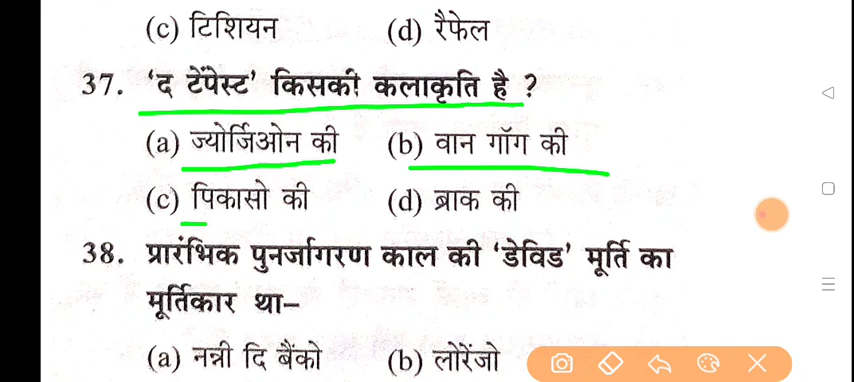 (c) टिशियन (d) रैफेल
37. 'द टेंपेस्ट' किसकी कलाकृति है ?
(a) ज्योर्जिओन की (b) वान गॉग की
(c) पिकासो की (d) ब्राक की
38. प्रारंभिक पुनर्जागरण काल की 'डेविड' मूर्ति का
मूर्तिकार था–
(a) नन्नी दि बैंको (b) लोरेंजो